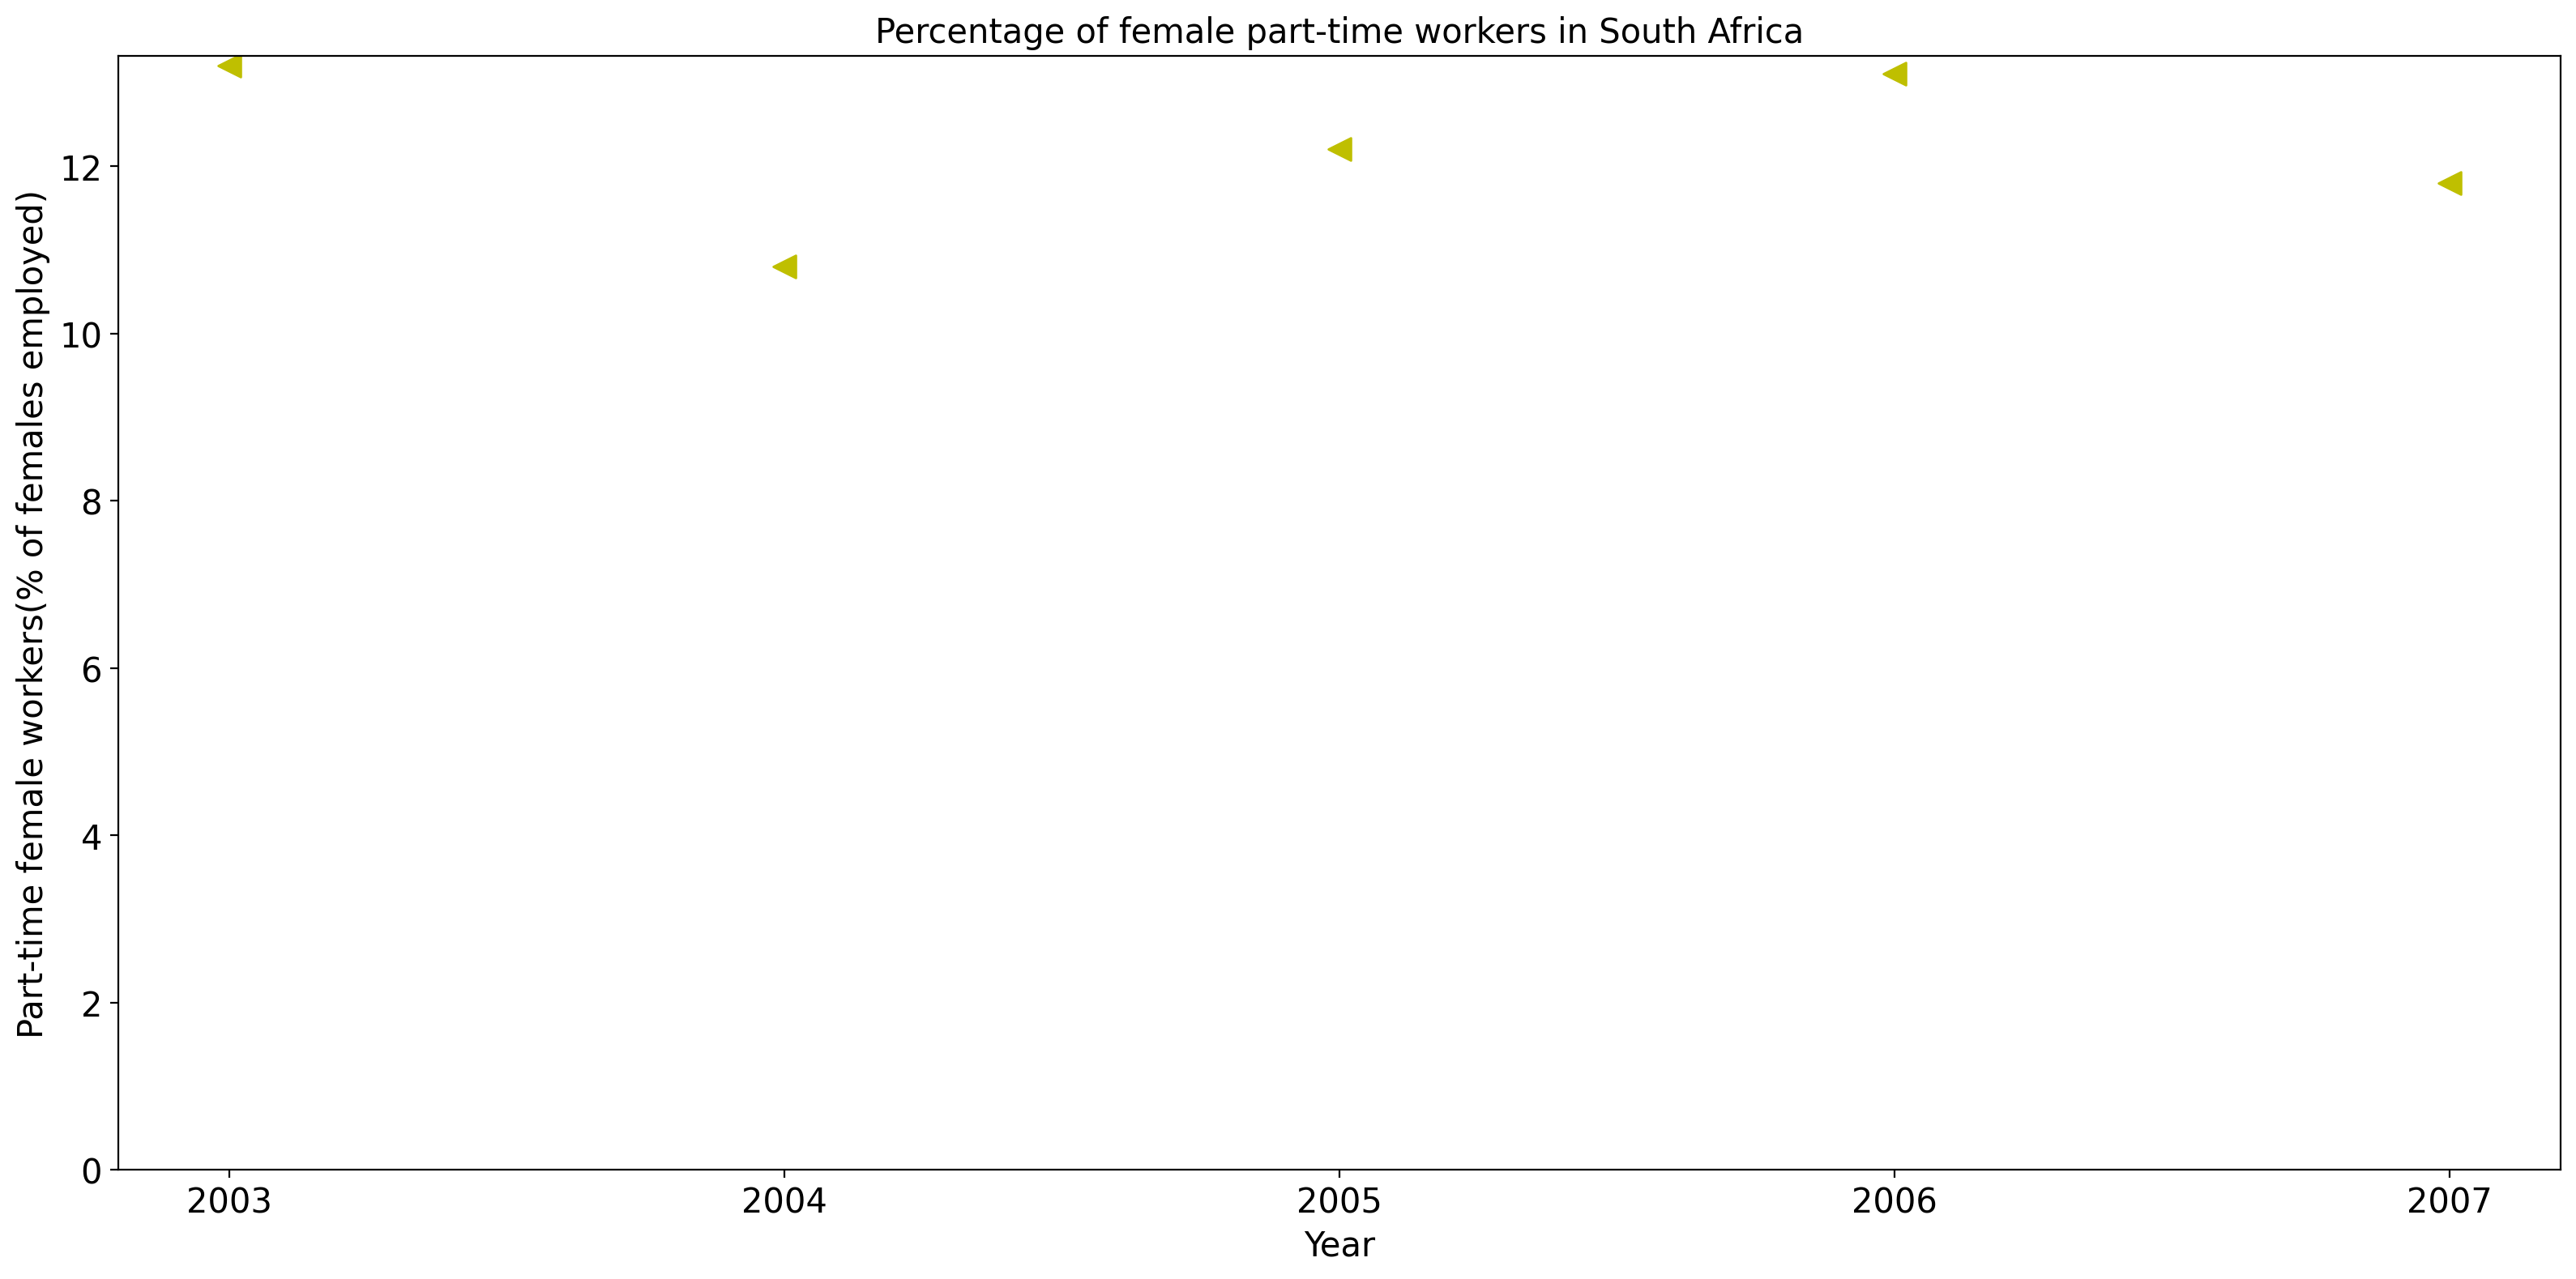 Percentage of female part-time workers in South Africa
Part-time female workers(% of females employed)
12
10
8
6
4
2
0
2003 2004 2005 2006 2007
Year